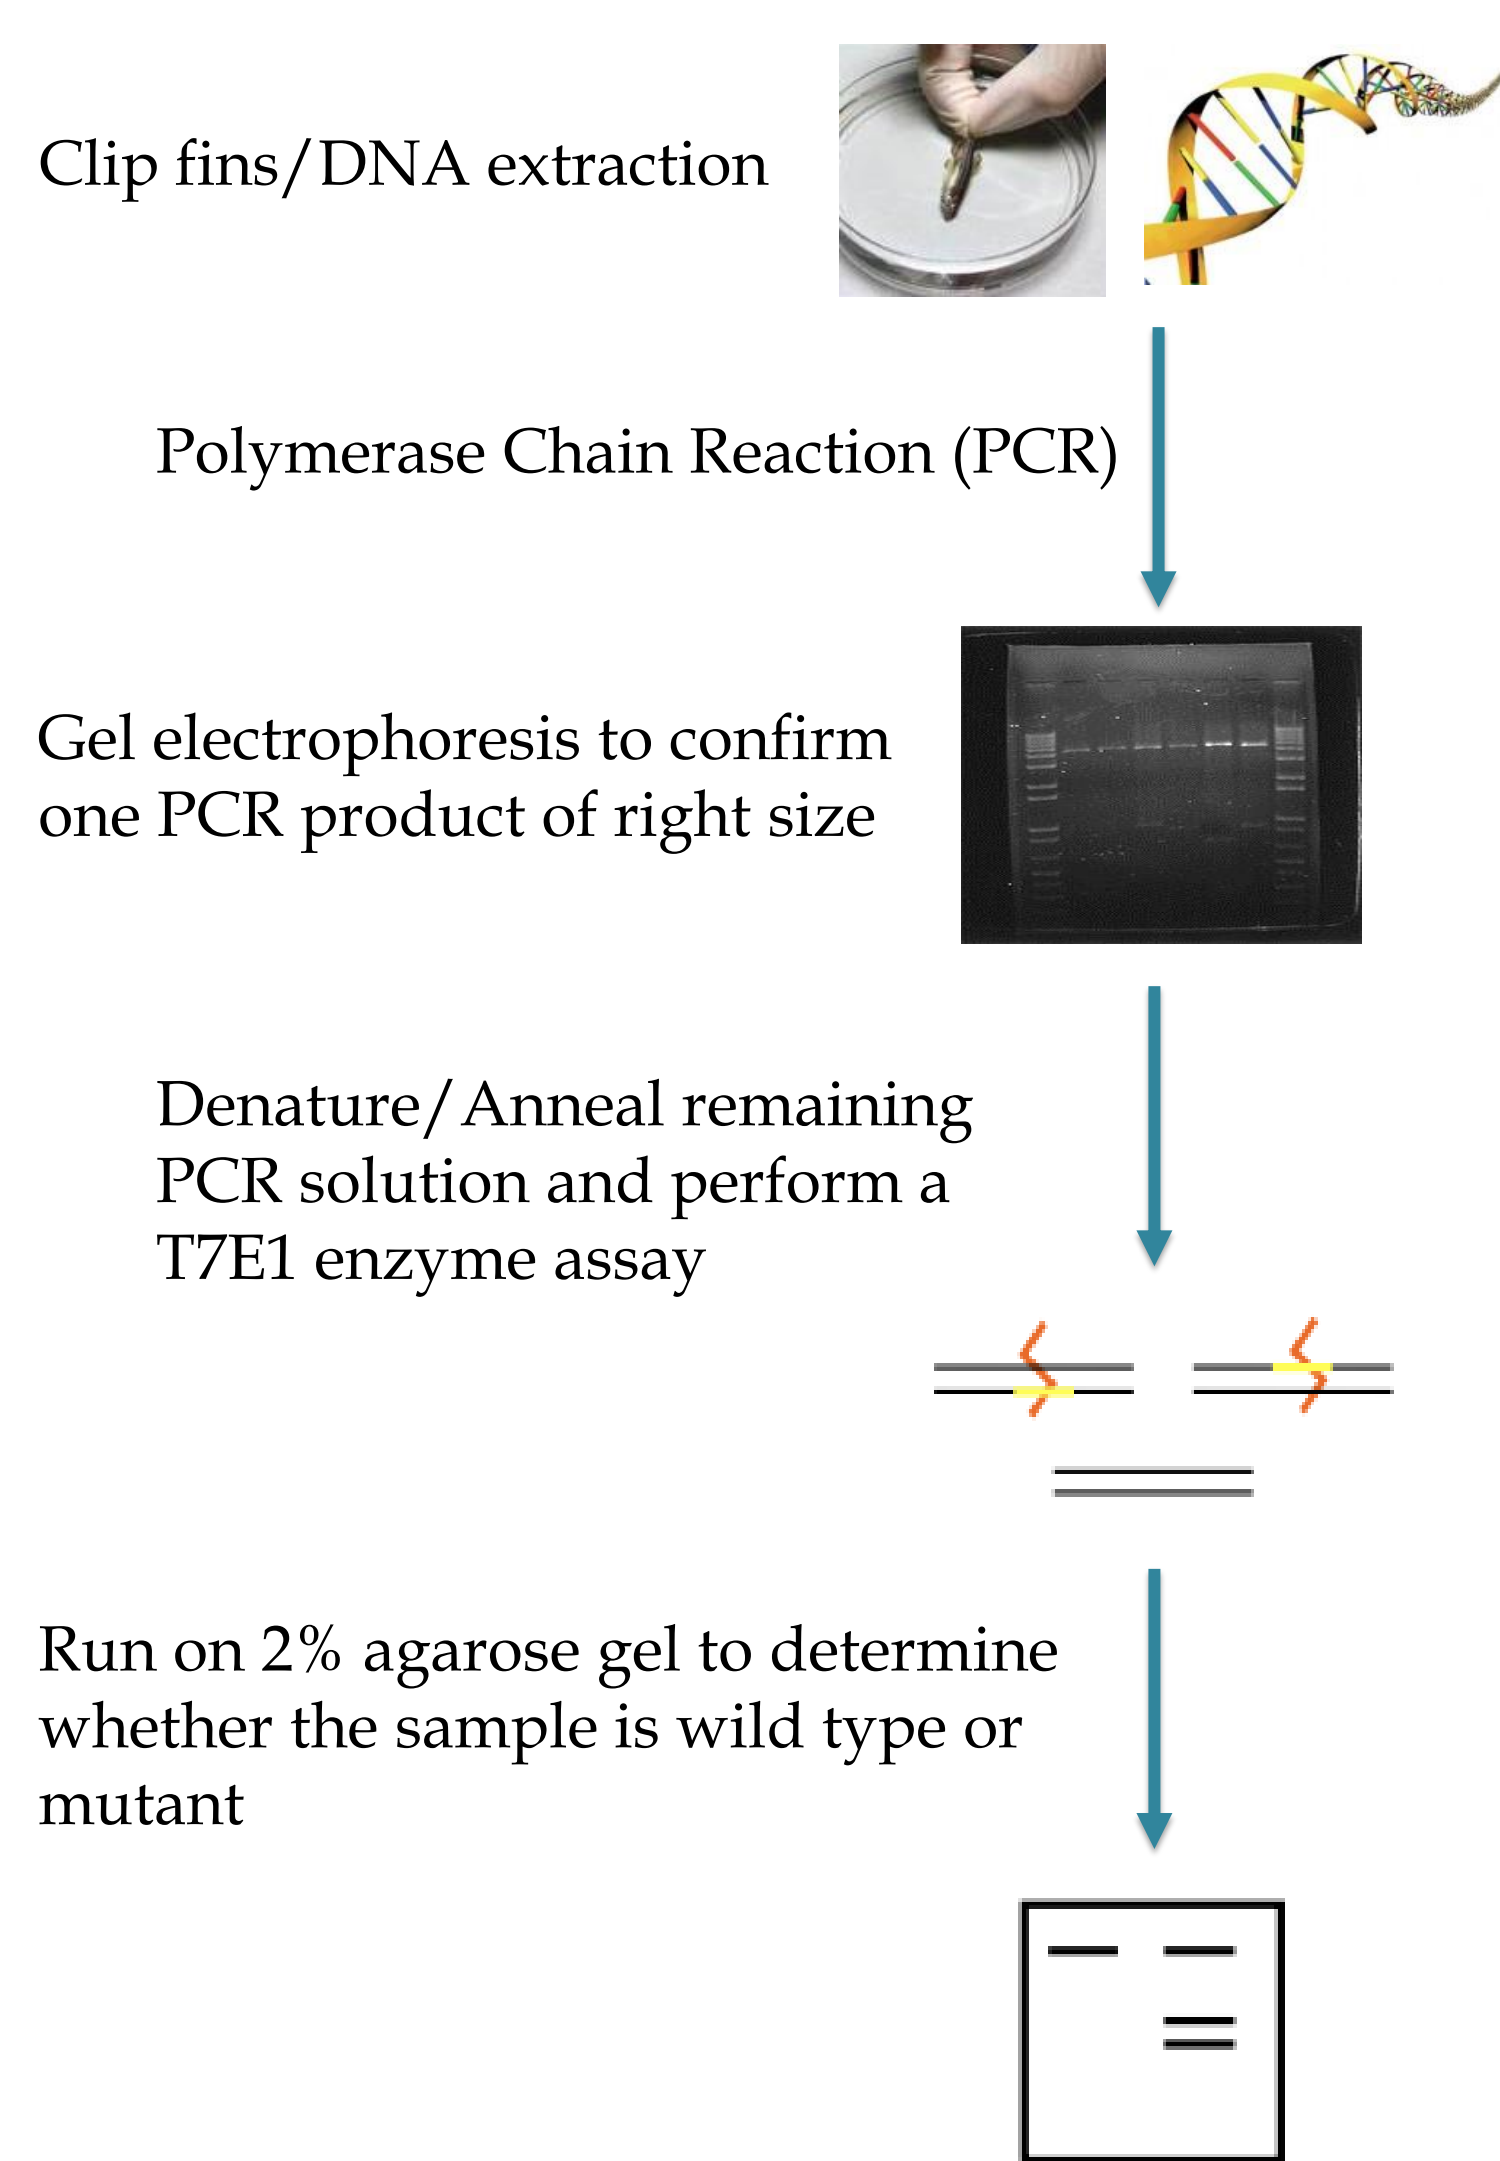 Clip fins/DNA extraction
Polymerase Chain Reaction (PCR)
Gel electrophoresis to confirm
one PCR product of right size
Denature/Anneal remaining
PCR solution and perform a
T7E1 enzyme assay
Run on 2% agarose gel to determine
whether the sample is wild type or
mutant